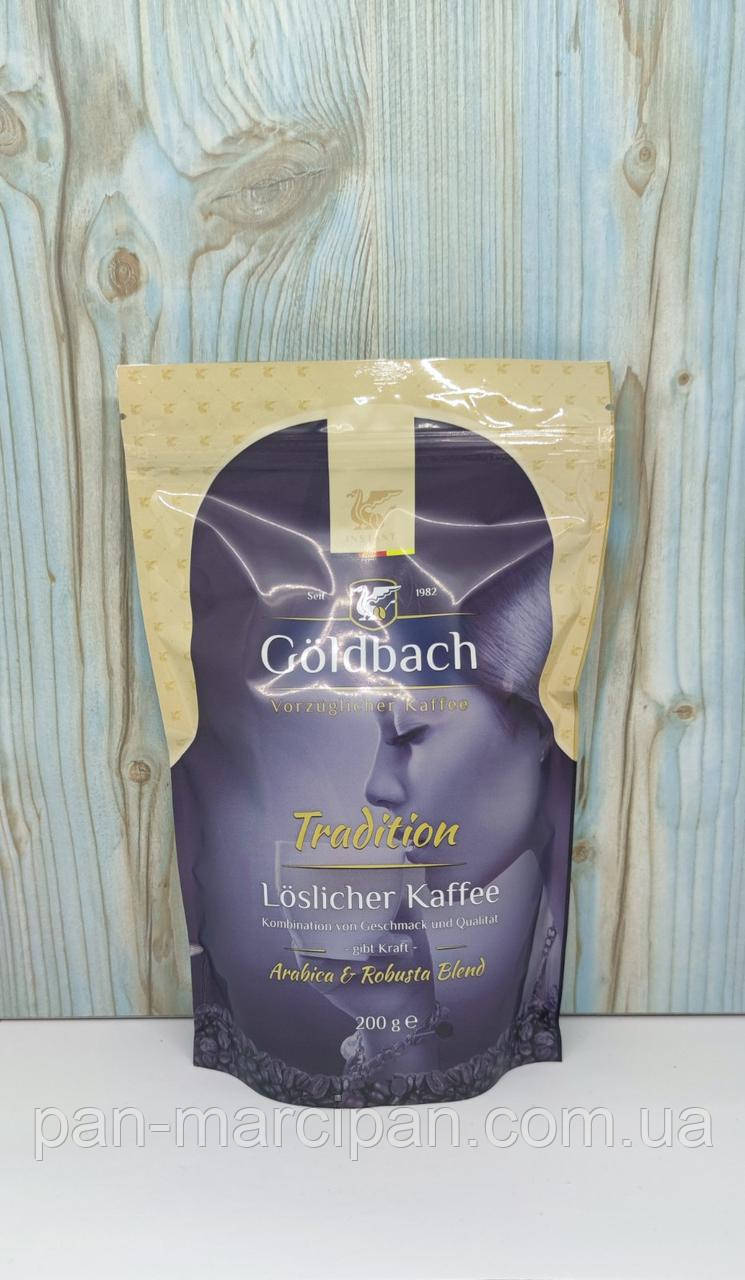 INSTANT
Seit 1982
Göldbach
Vorzüglicher Kaffee
Tradition
Löslicher Kaffee
Kombination von Geschmack und Qualität
- gibt Kraft -
Arabica & Robusta Blend
200 g ℮
pan-marcipan.com.ua